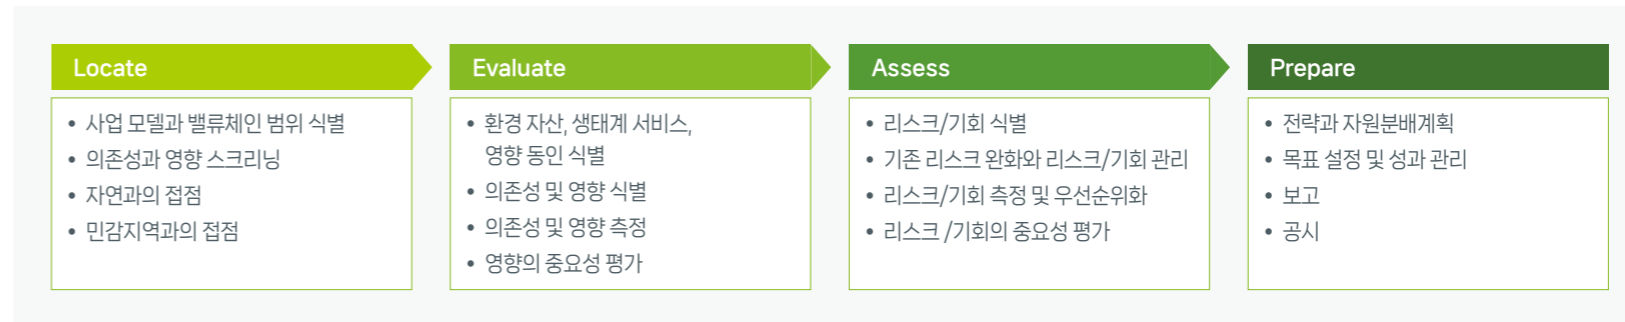 Locate
• 사업 모델과 밸류체인 범위 식별
• 의존성과 영향 스크리닝
• 자연과의 접점
• 민감지역과의 접점
Evaluate
• 환경 자산, 생태계 서비스,
영향 동인 식별
• 의존성 및 영향 식별
• 의존성 및 영향 측정
• 영향의 중요성 평가
Assess
• 리스크/기회 식별
• 기존 리스크 완화와 리스크/기회 관리
• 리스크/기회 측정 및 우선순위화
• 리스크 /기회의 중요성 평가
Prepare
• 전략과 자원분배계획
• 목표 설정 및 성과 관리
• 보고
• 공시